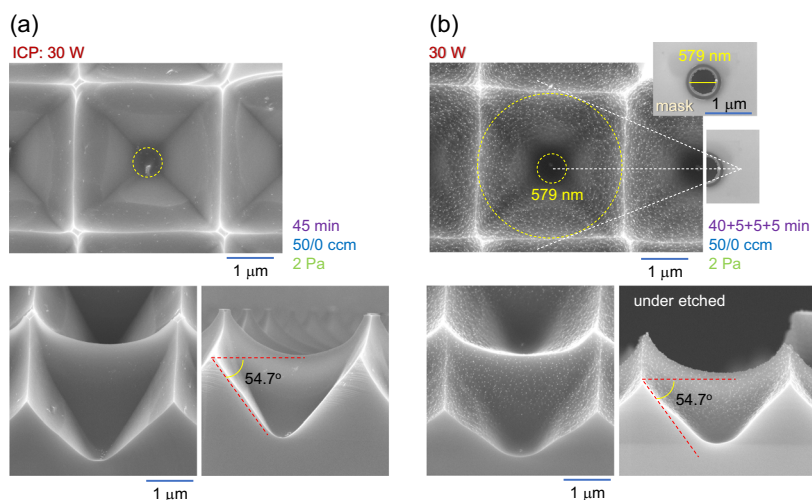 (a)
ICP: 30 W
45 min
50/0 ccm
2 Pa
1 μm
54.7°
1 μm
(b)
30 W
579 nm
mask
1 μm
579 nm
40+5+5+5 min
50/0 ccm
2 Pa
1 μm
under etched
54.7°
1 μm